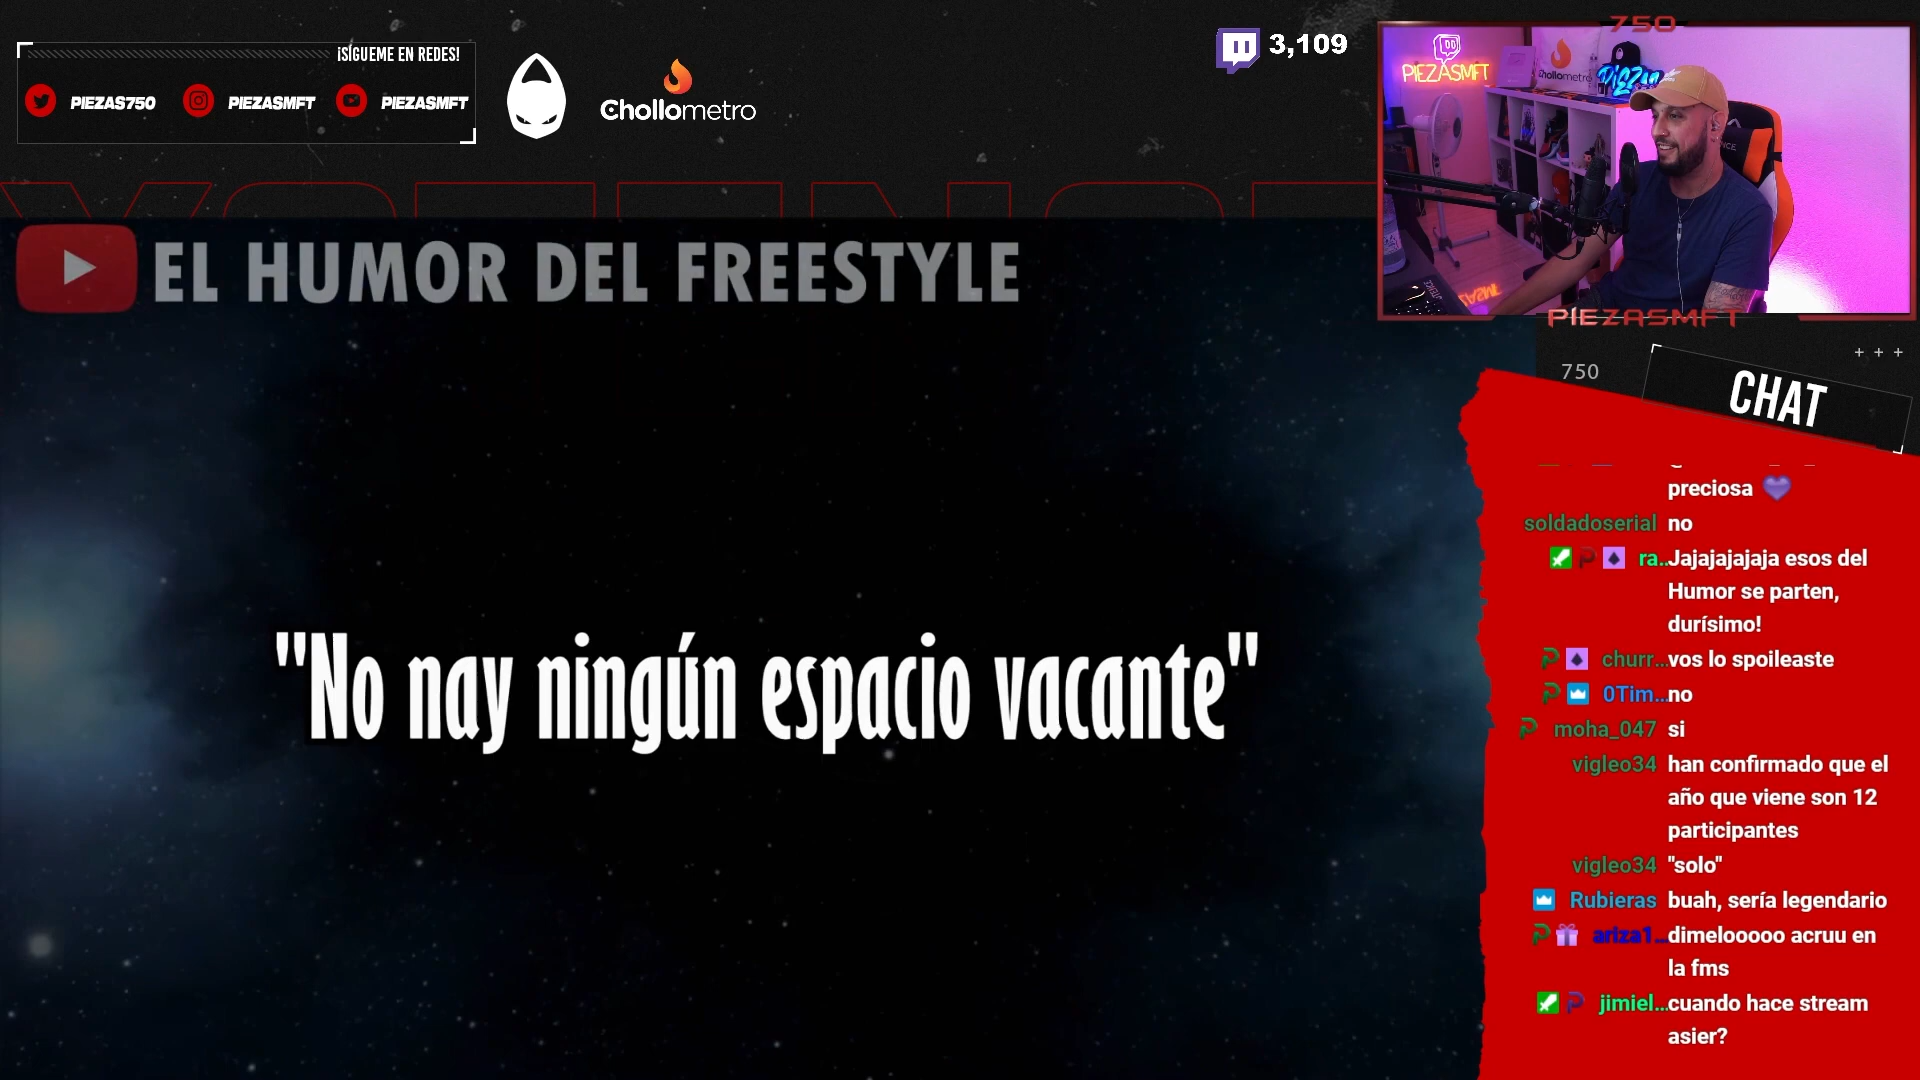 ¡SÍGUEME EN REDES!
PIEZAS750 PIEZASMFT PIEZASMFT
Chollometro
3,109
750
PIEZASMFT
Chollometro
PIEZASMFT
EL HUMOR DEL FREESTYLE
"No nay ningún espacio vacante"
750
+ + +
CHAT
preciosa 💜
soldadoserial no
ra.. Jajajajajaja esos del
Humor se parten,
durísimo!
churr... vos lo spoileaste
0Tim... no
moha_047 si
vigleo34 han confirmado que el
año que viene son 12
participantes
vigleo34 "solo"
Rubieras buah, sería legendario
ariza1... dimelooooo acruu en
la fms
jimiel... cuando hace stream
asier?